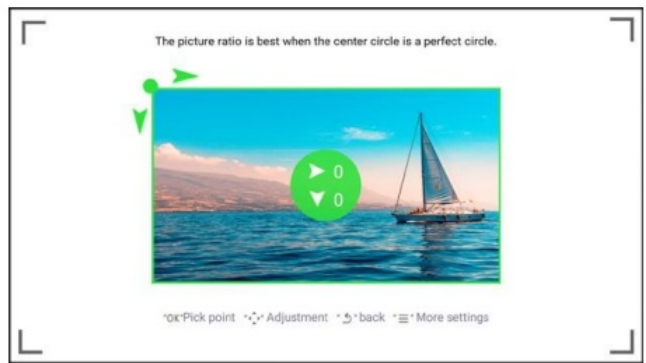 The picture ratio is best when the center circle is a perfect circle.
0
0
"OK"Pick point Adjustment back More settings